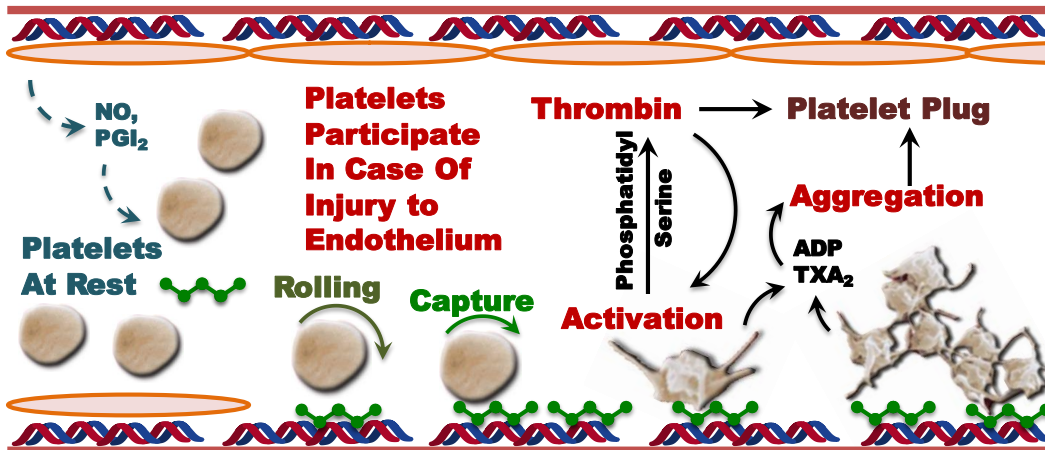 NO,
PGI₂
Platelets
At Rest
Platelets
Participate
In Case Of
Injury to
Endothelium
Rolling
Capture
Thrombin
Platelet Plug
Phosphatidyl
Serine
Aggregation
ADP
TXA₂
Activation